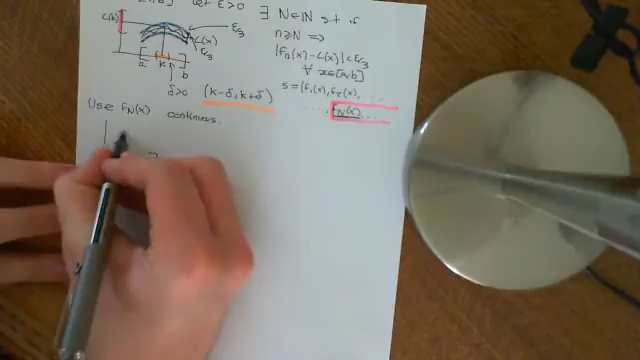 Let ε>0 ∃ N∈ℕ s.t if
n≥N ⇒
|fn(x)-L(x)|<ε/3
∀ x∈[a,b]
L(k)
ε/3
L(x)
ε/3
a k b
δ>0 (k-δ,k+δ)
s=(f1(x),f2(x),...
....fN(x)....
Use fN(x) continuous.